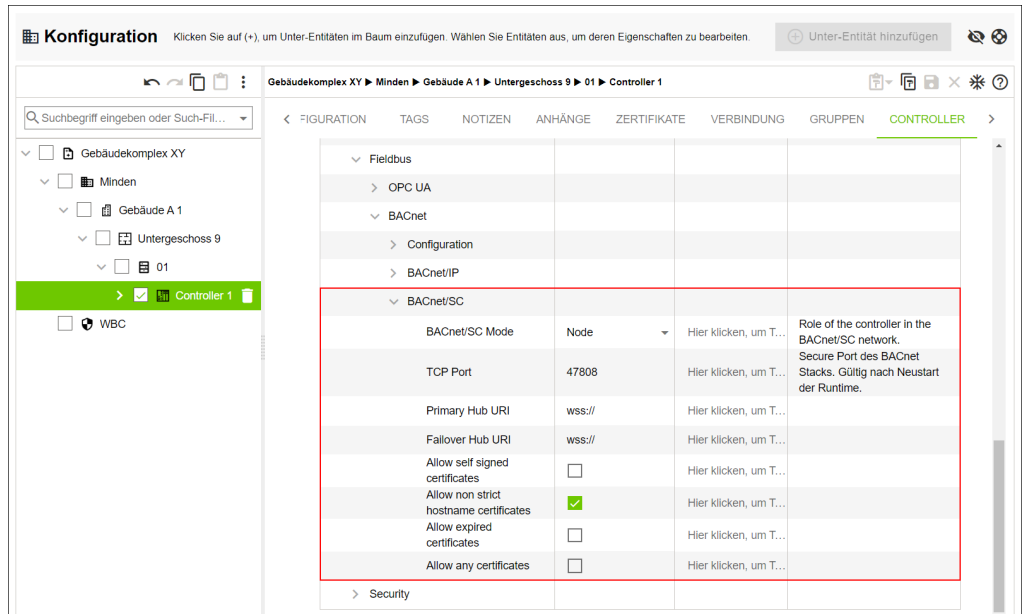 Konfiguration
Klicken Sie auf (+), um Unter-Entitäten im Baum einzufügen. Wählen Sie Entitäten aus, um deren Eigenschaften zu bearbeiten.
Unter-Entität hinzufügen
Gebäudekomplex XY ▶ Minden ▶ Gebäude A 1 ▶ Untergeschoss 9 ▶ 01 ▶ Controller 1
Suchbegriff eingeben oder Such-Fil...
Gebäudekomplex XY
Minden
Gebäude A 1
Untergeschoss 9
01
Controller 1
WBC
FIGURATION TAGS NOTIZEN ANHÄNGE ZERTIFIKATE VERBINDUNG GRUPPEN CONTROLLER
Fieldbus
OPC UA
BACnet
Configuration
BACnet/IP
BACnet/SC
BACnet/SC Mode Node Hier klicken, um T... Role of the controller in the
BACnet/SC network.
TCP Port 47808 Hier klicken, um T... Secure Port des BACnet
Stacks. Gültig nach Neustart
der Runtime.
Primary Hub URI wss:// Hier klicken, um T...
Failover Hub URI wss:// Hier klicken, um T...
Allow self signed
certificates Hier klicken, um T...
Allow non strict
hostname certificates Hier klicken, um T...
Allow expired
certificates Hier klicken, um T...
Allow any certificates Hier klicken, um T...
Security